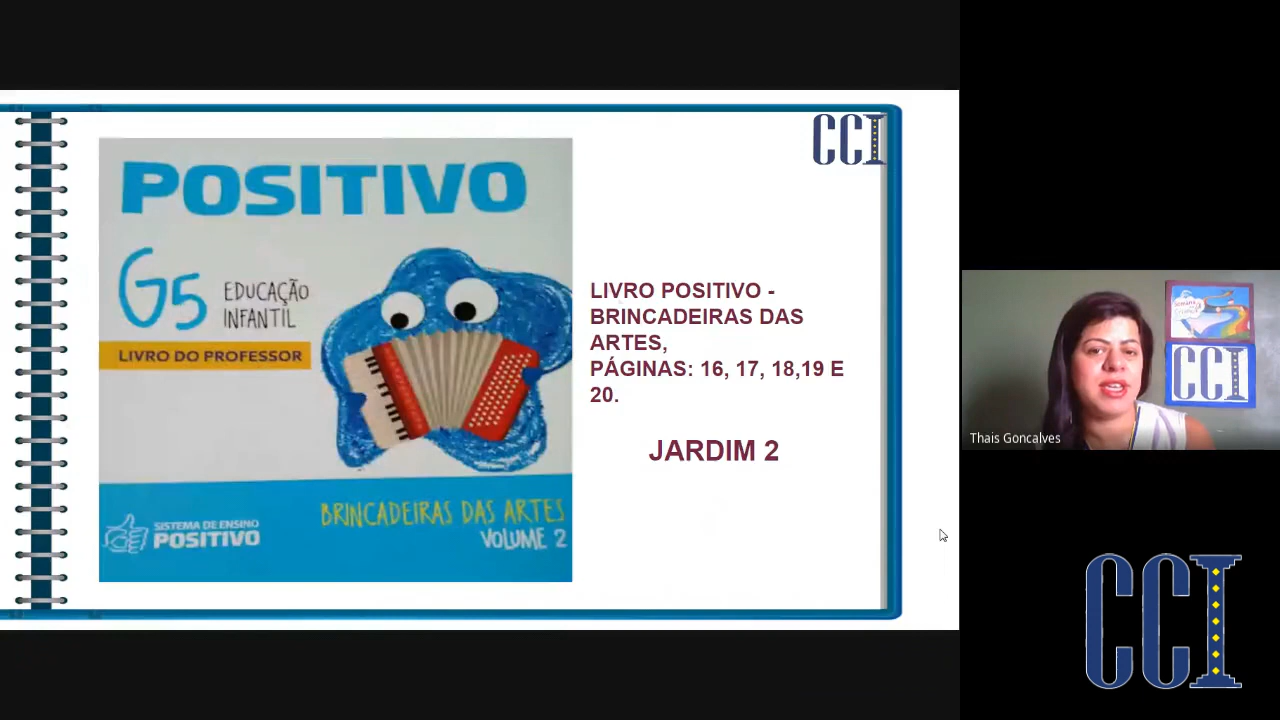 CCI
POSITIVO
G5 EDUCAÇÃO
INFANTIL
LIVRO DO PROFESSOR
BRINCADEIRAS DAS ARTES
VOLUME 2
SISTEMA DE ENSINO
POSITIVO
LIVRO POSITIVO -
BRINCADEIRAS DAS
ARTES,
PÁGINAS: 16, 17, 18,19 E
20.
JARDIM 2
CCI
Thais Goncalves
CCI